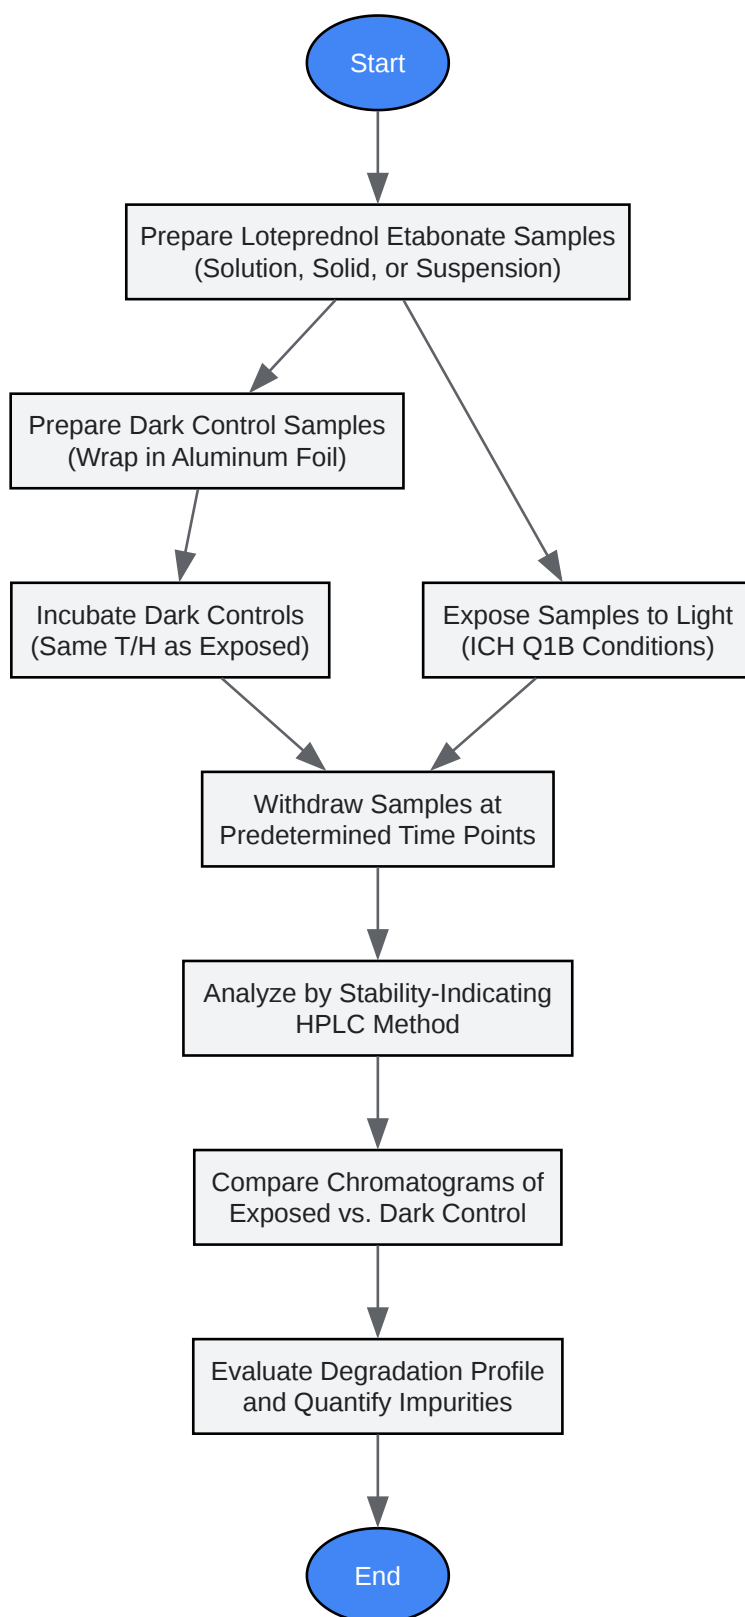 Start
Prepare Loteprednol Etabonate Samples
(Solution, Solid, or Suspension)
Prepare Dark Control Samples
(Wrap in Aluminum Foil)
Incubate Dark Controls
(Same T/H as Exposed)
Expose Samples to Light
(ICH Q1B Conditions)
Withdraw Samples at
Predetermined Time Points
Analyze by Stability-Indicating
HPLC Method
Compare Chromatograms of
Exposed vs. Dark Control
Evaluate Degradation Profile
and Quantify Impurities
End